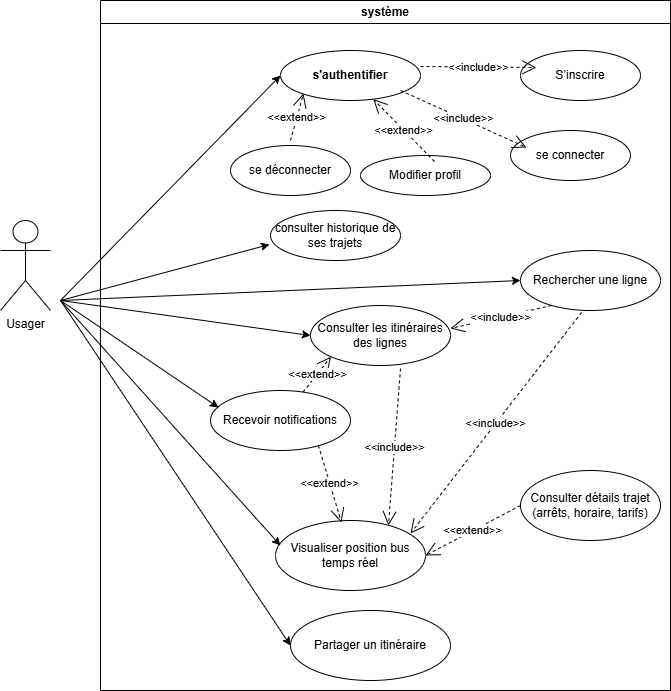 système
s'authentifier
<<include>>
S'inscrire
<<extend>>
<<extend>>
<<include>>
se connecter
se déconnecter
Modifier profil
consulter historique de
ses trajets
Rechercher une ligne
Usager
Consulter les itinéraires
des lignes
<<include>>
<<extend>>
Recevoir notifications
<<include>>
<<include>>
<<extend>>
Consulter détails trajet
(arrêts, horaire, tarifs)
<<extend>>
Visualiser position bus
temps réel
Partager un itinéraire